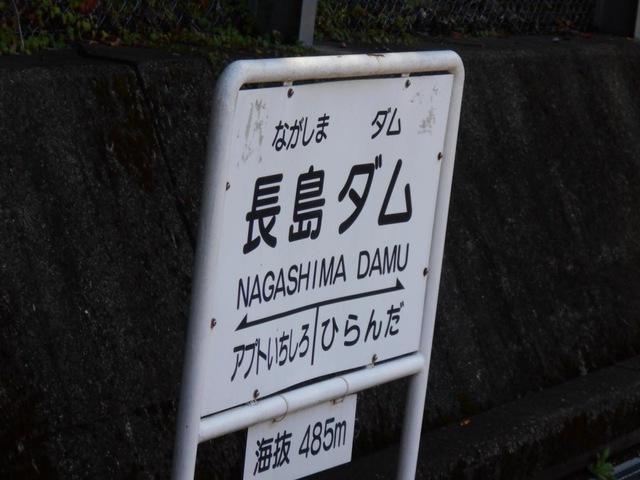 ながしま ダム
長島ダム
NAGASHIMA DAMU
アプトいちしろ ひらんだ
海抜 485m